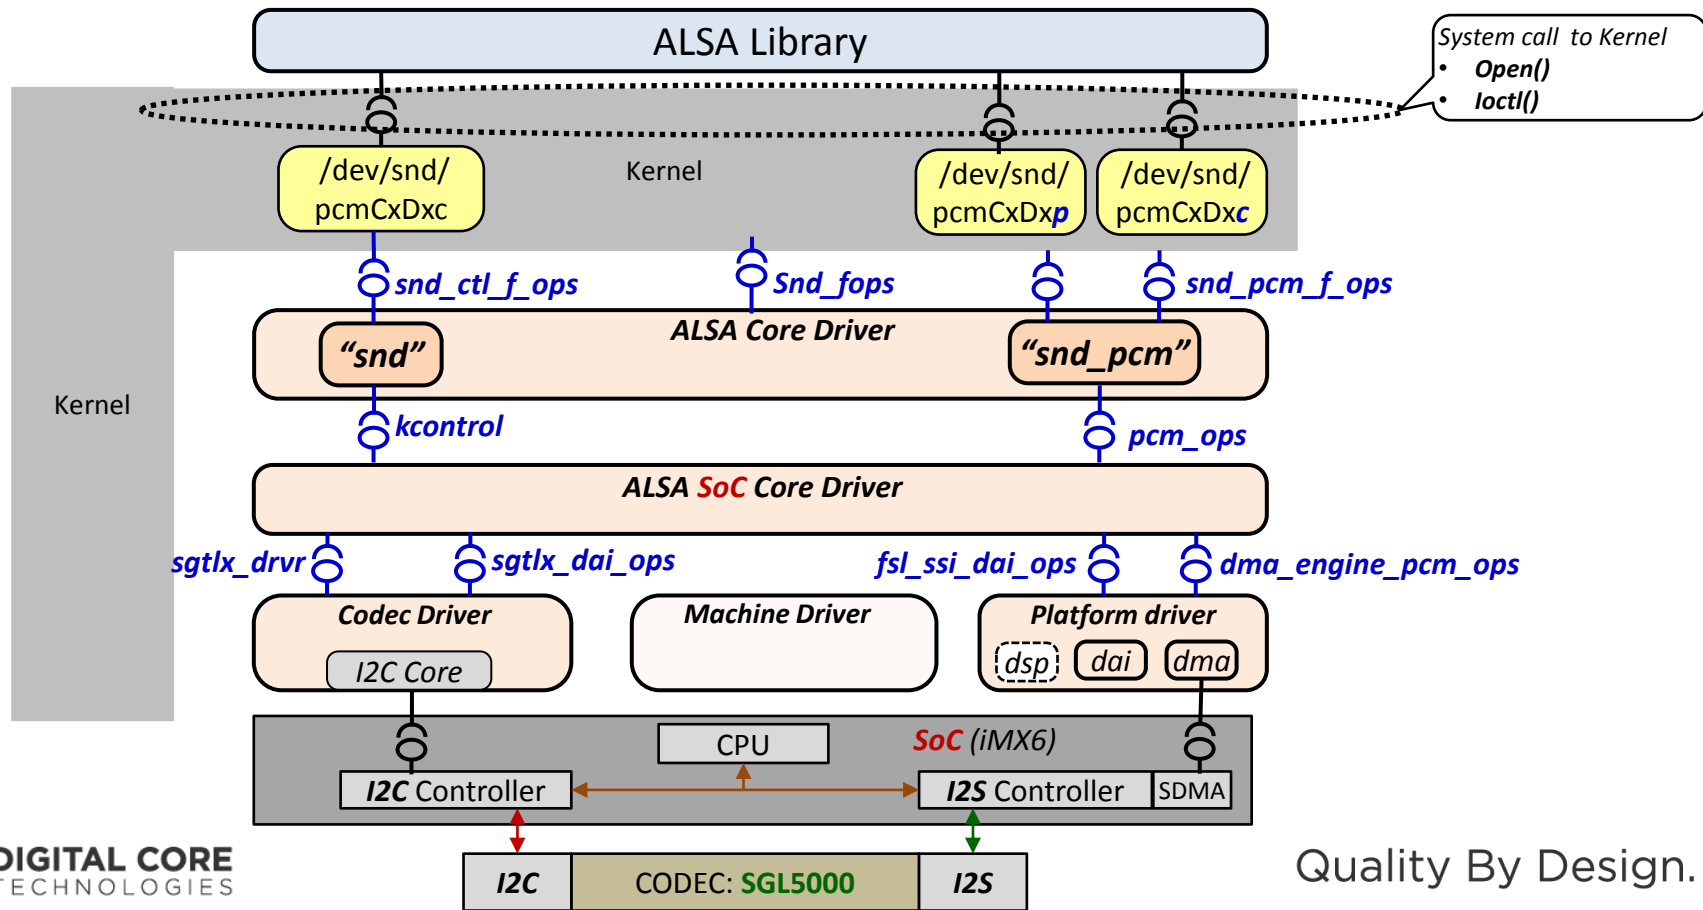 ALSA Library
System call  to Kernel
• Open()
• Ioctl()
Kernel
/dev/snd/
pcmCxDxc
/dev/snd/
pcmCxDxp
/dev/snd/
pcmCxDxc
snd_ctl_f_ops
Snd_fops
snd_pcm_f_ops
ALSA Core Driver
“snd”
“snd_pcm”
Kernel
kcontrol
pcm_ops
ALSA SoC Core Driver
sgtlx_drvr
sgtlx_dai_ops
fsl_ssi_dai_ops
dma_engine_pcm_ops
Codec Driver
I2C Core
Machine Driver
Platform driver
dsp
dai
dma
CPU
SoC (iMX6)
I2C Controller
I2S Controller
SDMA
I2C
CODEC: SGL5000
I2S
DIGITAL CORE
TECHNOLOGIES
Quality By Design.